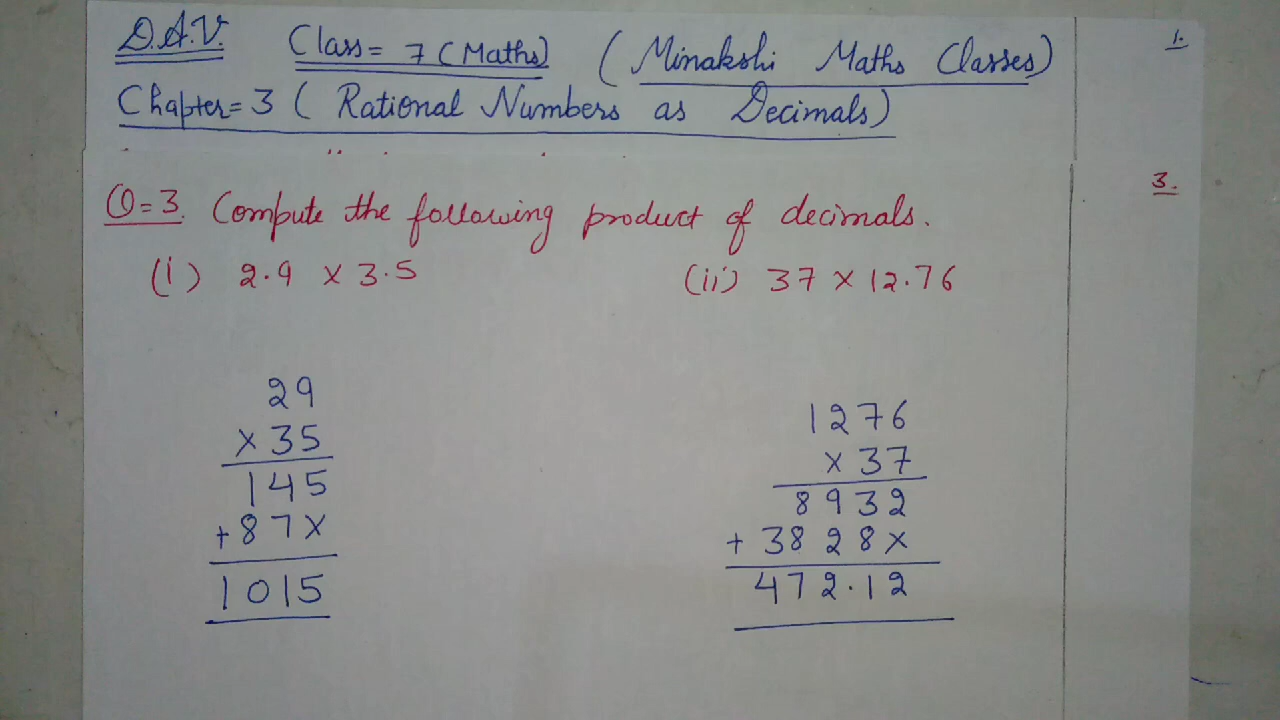 D.A.V. Class = 7 (Maths) (Minakshi Maths Classes) 1.
Chapter = 3 ( Rational Numbers as Decimals)
3.
Q=3. Compute the following product of decimals.
(i) 2.9 x 3.5 (ii) 37 x 12.76
29
x 35
145
+87x
1015
1276
x 37
8932
+ 3828x
472.12